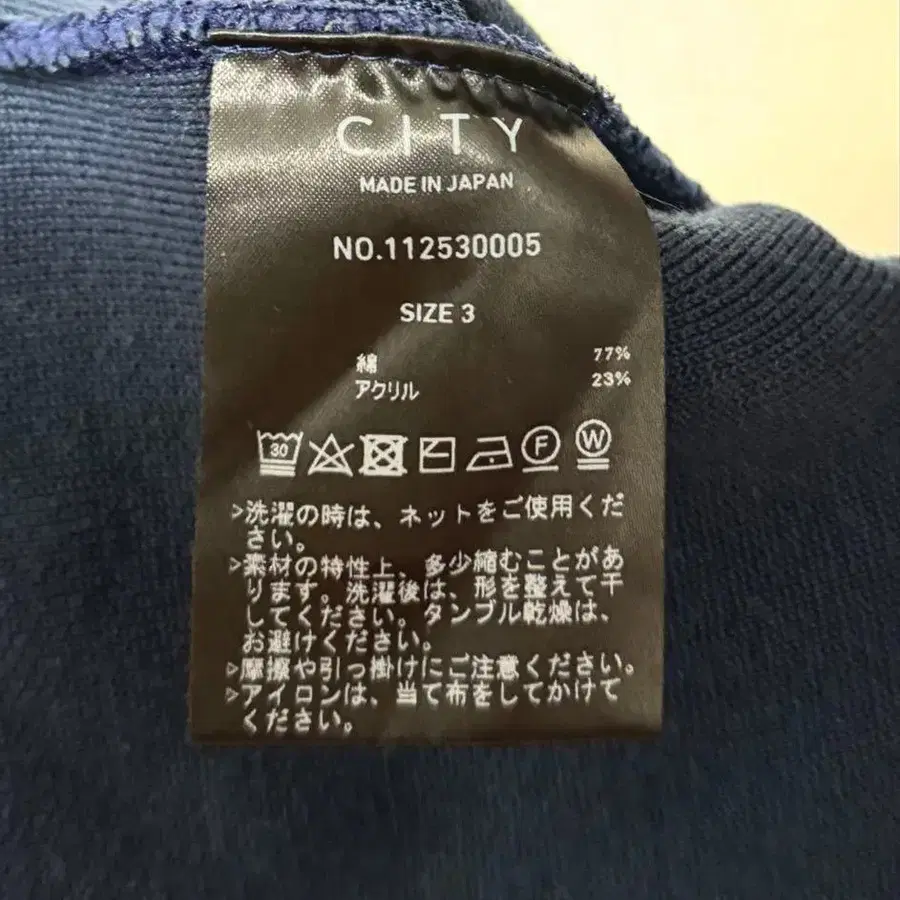 CITY
MADE IN JAPAN
NO.112530005
SIZE 3
綿 77%
アクリル 23%
30 F W
>洗濯の時は、ネットをご使用くだ
さい。
>素材の特性上、多少縮むことがあ
ります。洗濯後は、形を整えて干
してください。タンブル乾燥は、
お避けください。
>摩擦や引っ掛けにご注意ください。
>アイロンは、当て布をしてかけて
ください。